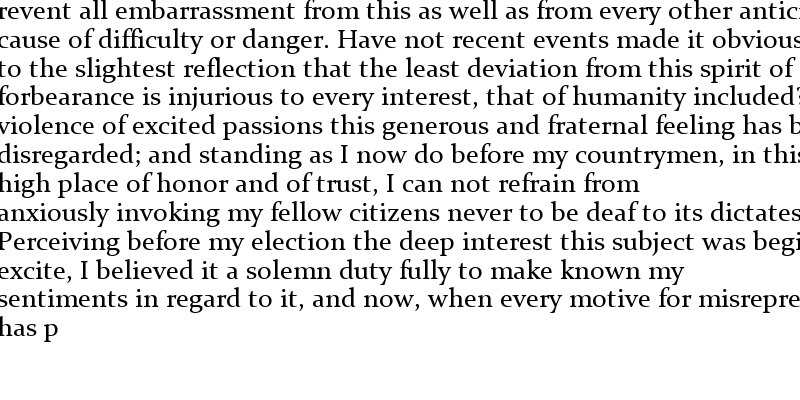 revent all embarrassment from this as well as from every other antic
cause of difficulty or danger. Have not recent events made it obvious
to the slightest reflection that the least deviation from this spirit of
forbearance is injurious to every interest, that of humanity included?
violence of excited passions this generous and fraternal feeling has b
disregarded; and standing as I now do before my countrymen, in this
high place of honor and of trust, I can not refrain from
anxiously invoking my fellow citizens never to be deaf to its dictates
Perceiving before my election the deep interest this subject was begi
excite, I believed it a solemn duty fully to make known my
sentiments in regard to it, and now, when every motive for misrepre
has p